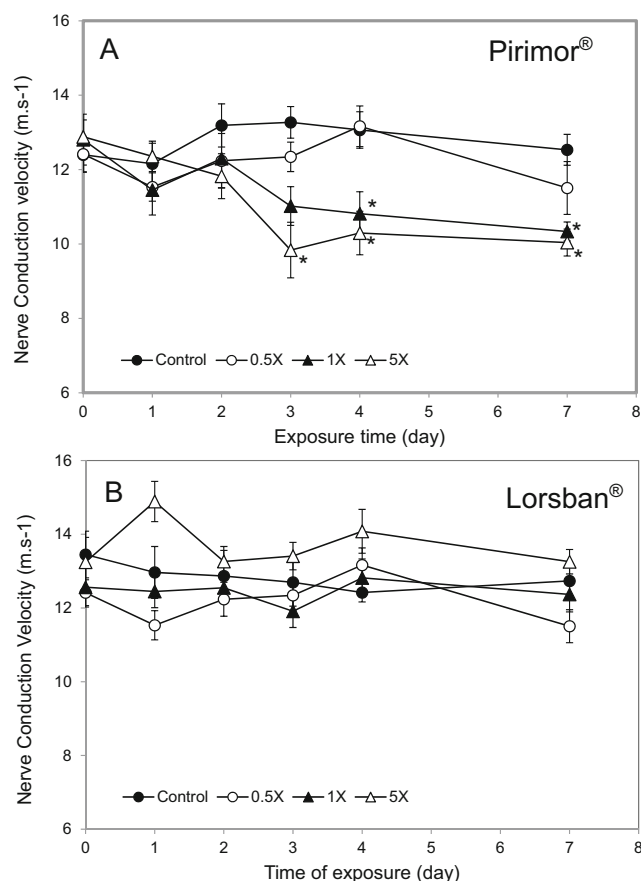 16
A
Pirimor®
14
12
10
8
6
Nerve Conduction velocity (m.s-1)
*
*
*
*
*
Control 0.5X 1X 5X
0 1 2 3 4 5 6 7 8
Exposure time (day)
16
B
Lorsban®
14
12
10
8
6
Nerve Conduction Velocity (m.s-1)
Control 0.5X 1X 5X
0 1 2 3 4 5 6 7 8
Time of exposure (day)